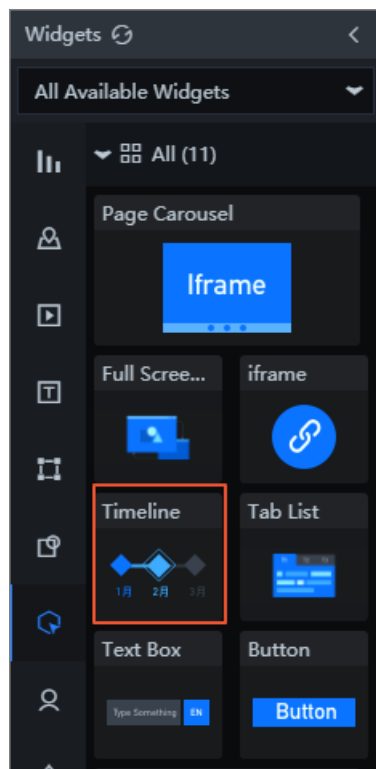 Widgets
All Available Widgets
All (11)
Page Carousel
Iframe
Full Scree...
iframe
Timeline
Tab List
1月 2月 3月
Text Box
Button
Type Something EN
Button